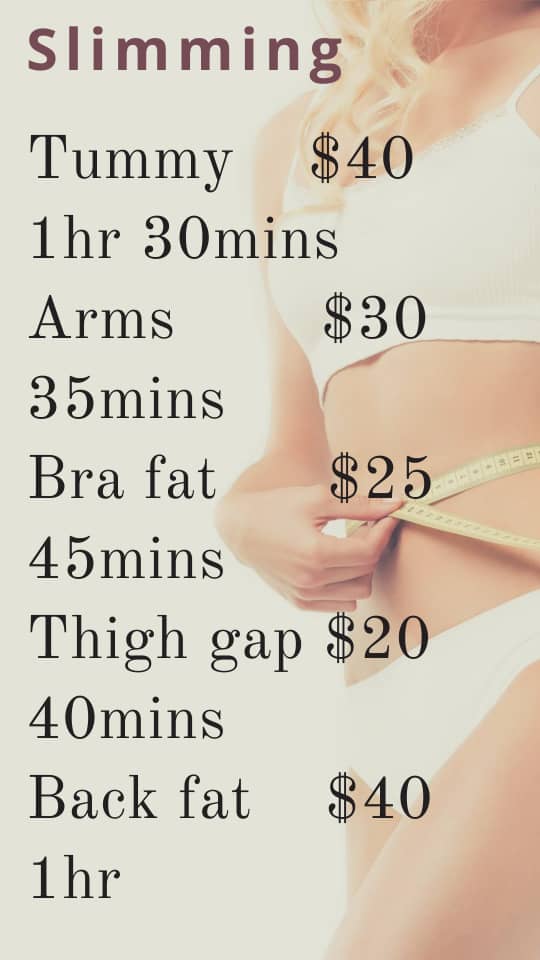 Slimming
Tummy $40
1hr 30mins
Arms $30
35mins
Bra fat $25
45mins
Thigh gap $20
40mins
Back fat $40
1hr